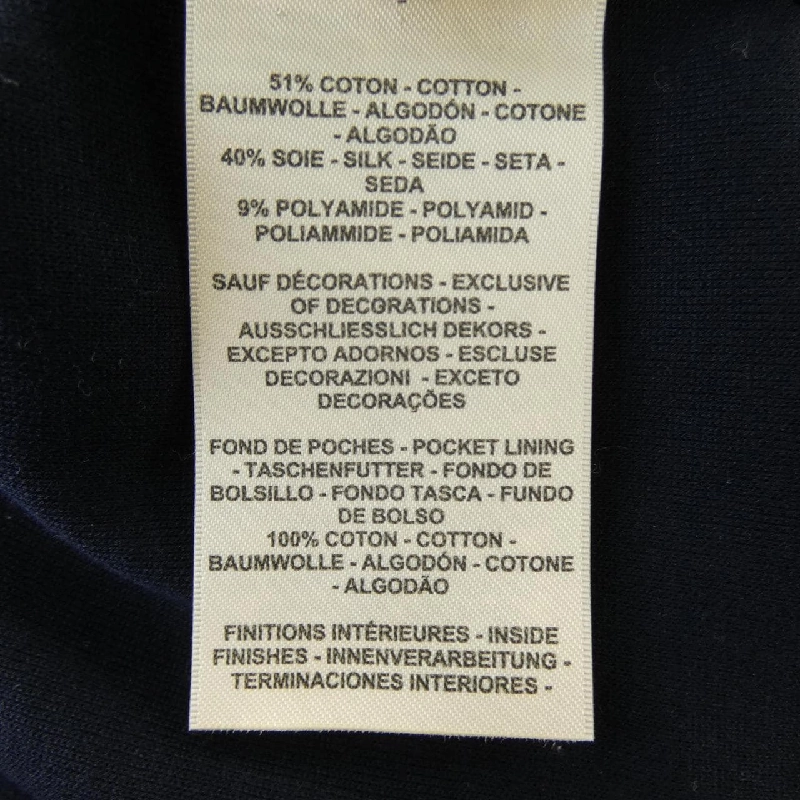 51% COTON - COTTON -
BAUMWOLLE - ALGODÓN - COTONE
- ALGODÃO
40% SOIE - SILK - SEIDE - SETA -
SEDA
9% POLYAMIDE - POLYAMID -
POLIAMMIDE - POLIAMIDA
SAUF DÉCORATIONS - EXCLUSIVE
OF DECORATIONS -
AUSSCHLIESSLICH DEKORS -
EXCEPTO ADORNOS - ESCLUSE
DECORAZIONI - EXCETO
DECORAÇÕES
FOND DE POCHES - POCKET LINING
- TASCHENFUTTER - FONDO DE
BOLSILLO - FONDO TASCA - FUNDO
DE BOLSO
100% COTON - COTTON -
BAUMWOLLE - ALGODÓN - COTONE
- ALGODÃO
FINITIONS INTÉRIEURES - INSIDE
FINISHES - INNENVERARBEITUNG -
TERMINACIONES INTERIORES -